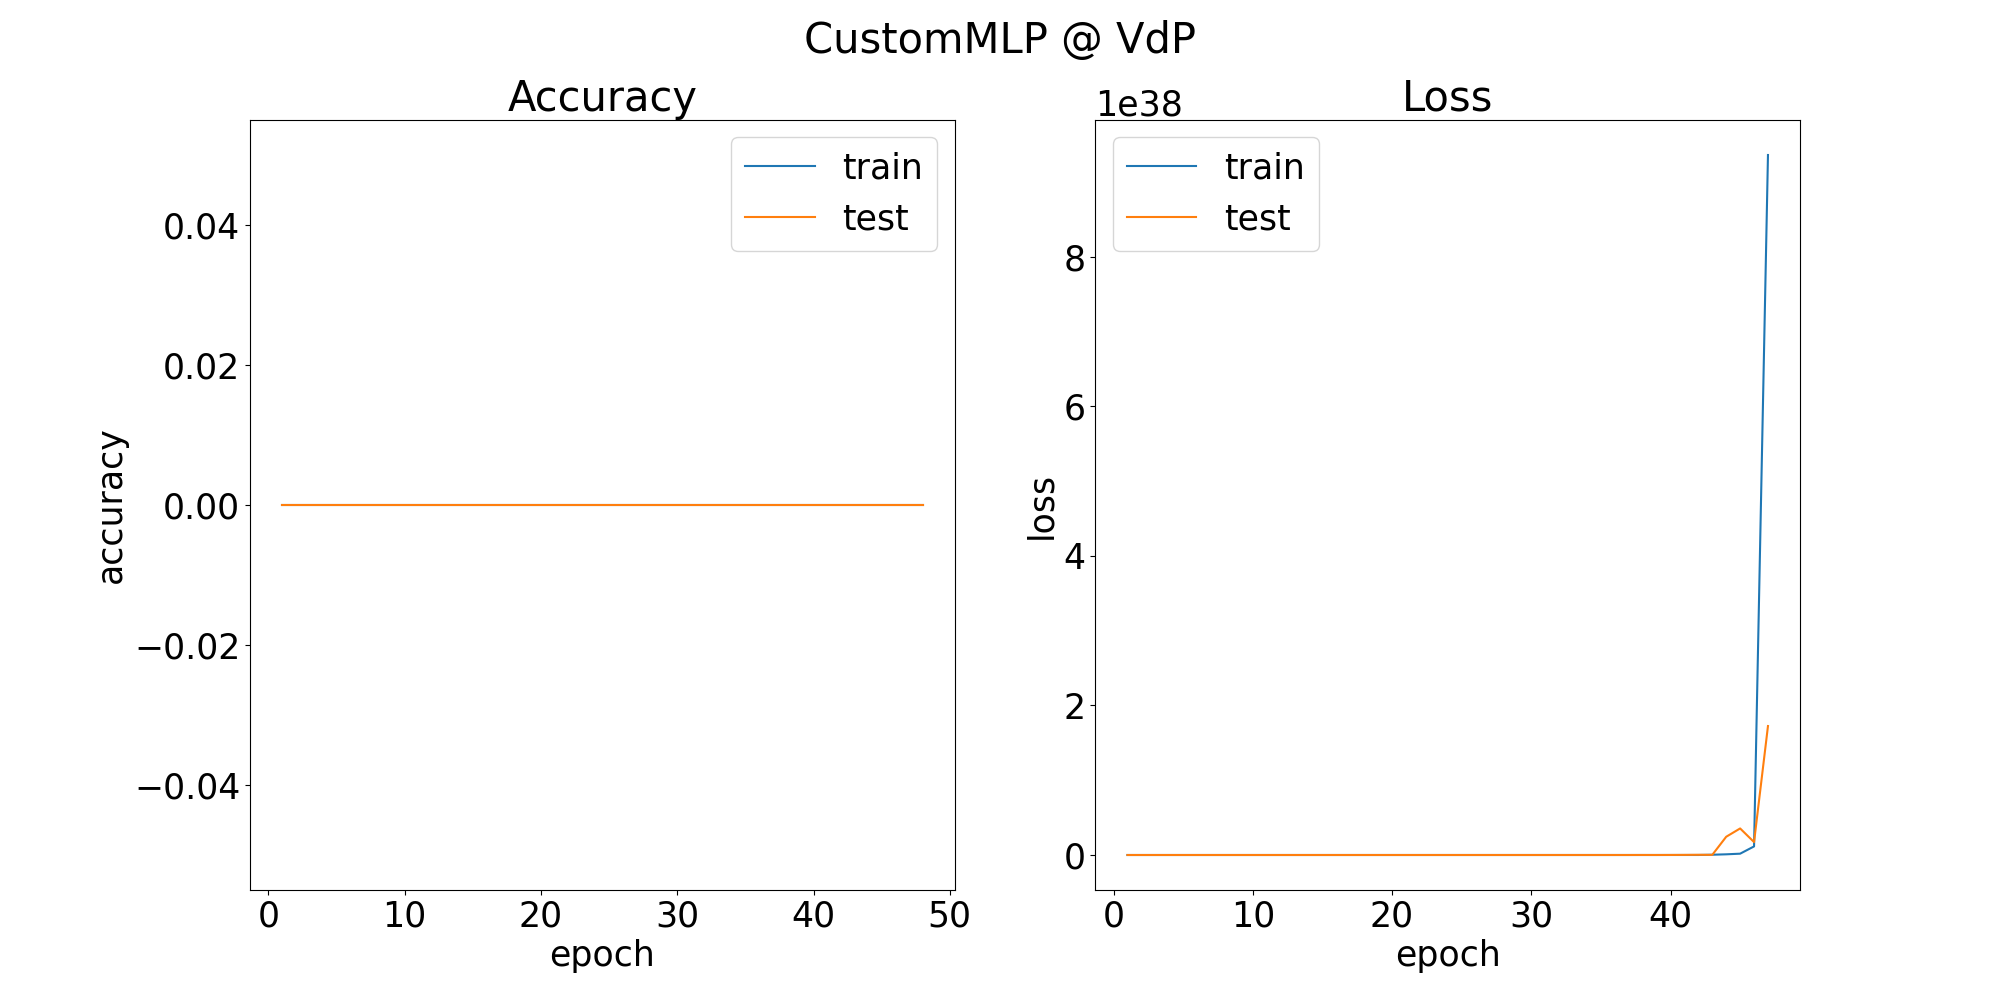 CustomMLP @ VdP
Accuracy
train
test
0.04
0.02
0.00
−0.02
−0.04
accuracy
0 10 20 30 40 50
epoch
Loss
1e38
train
test
8
6
4
2
0
loss
0 10 20 30 40
epoch